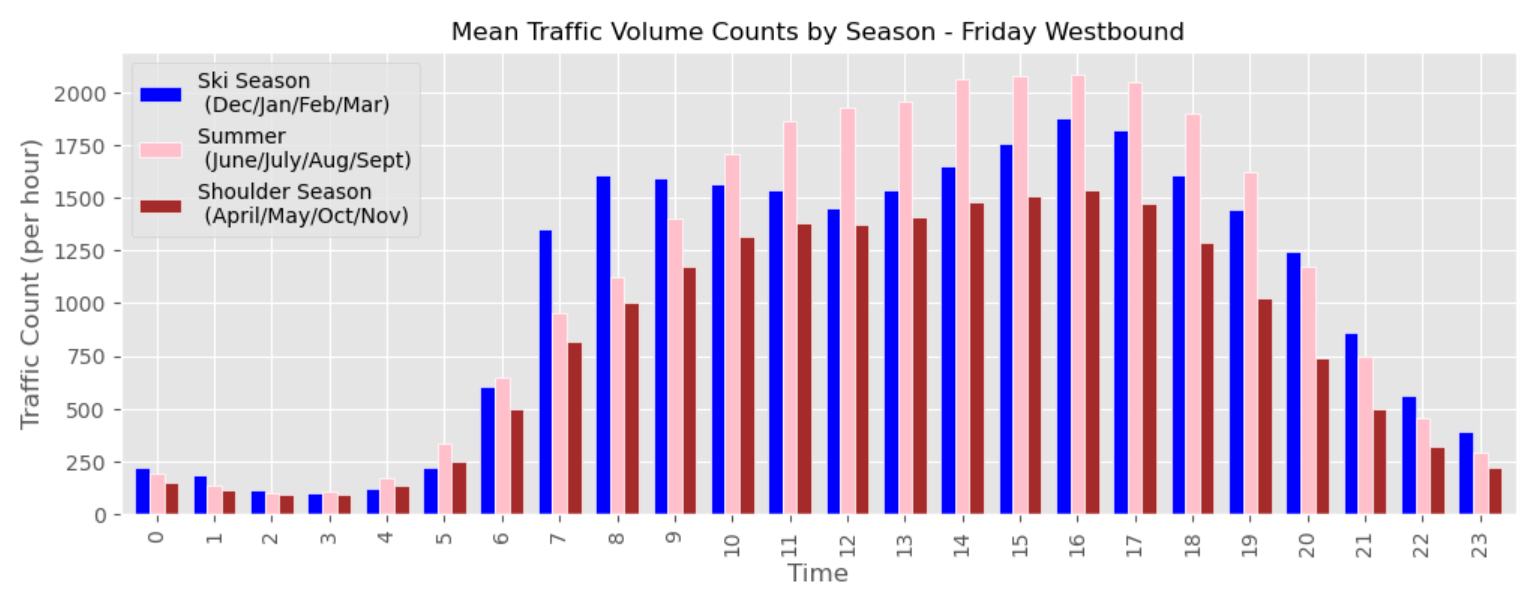 Mean Traffic Volume Counts by Season - Friday Westbound
Ski Season
(Dec/Jan/Feb/Mar)
Summer
(June/July/Aug/Sept)
Shoulder Season
(April/May/Oct/Nov)
Traffic Count (per hour)
2000
1750
1500
1250
1000
750
500
250
0
0 1 2 3 4 5 6 7 8 9 10 11 12 13 14 15 16 17 18 19 20 21 22 23
Time